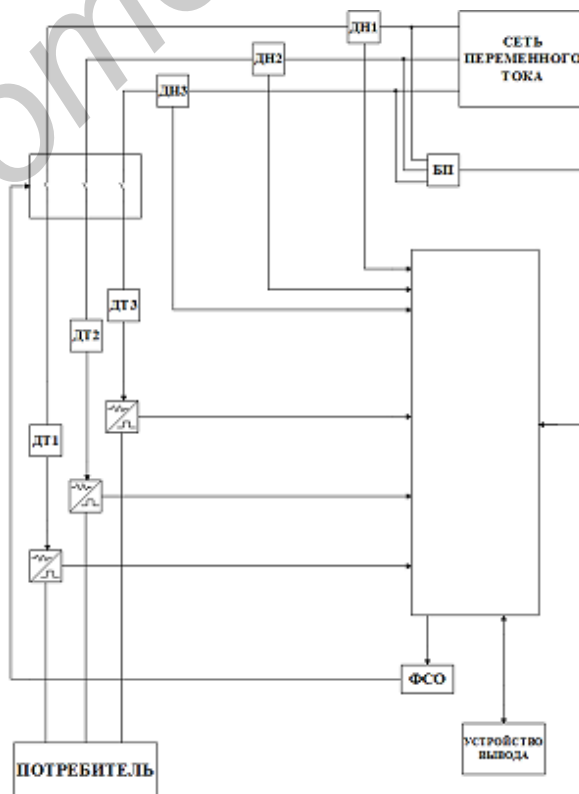 ДН1
СЕТЬ
ПЕРЕМЕННОГО
ТОКА
ДН2
ДН3
БП
ДТ3
ДТ2
ДТ1
ФСО
УСТРОЙСТВО
ВЫВОДА
ПОТРЕБИТЕЛЬ